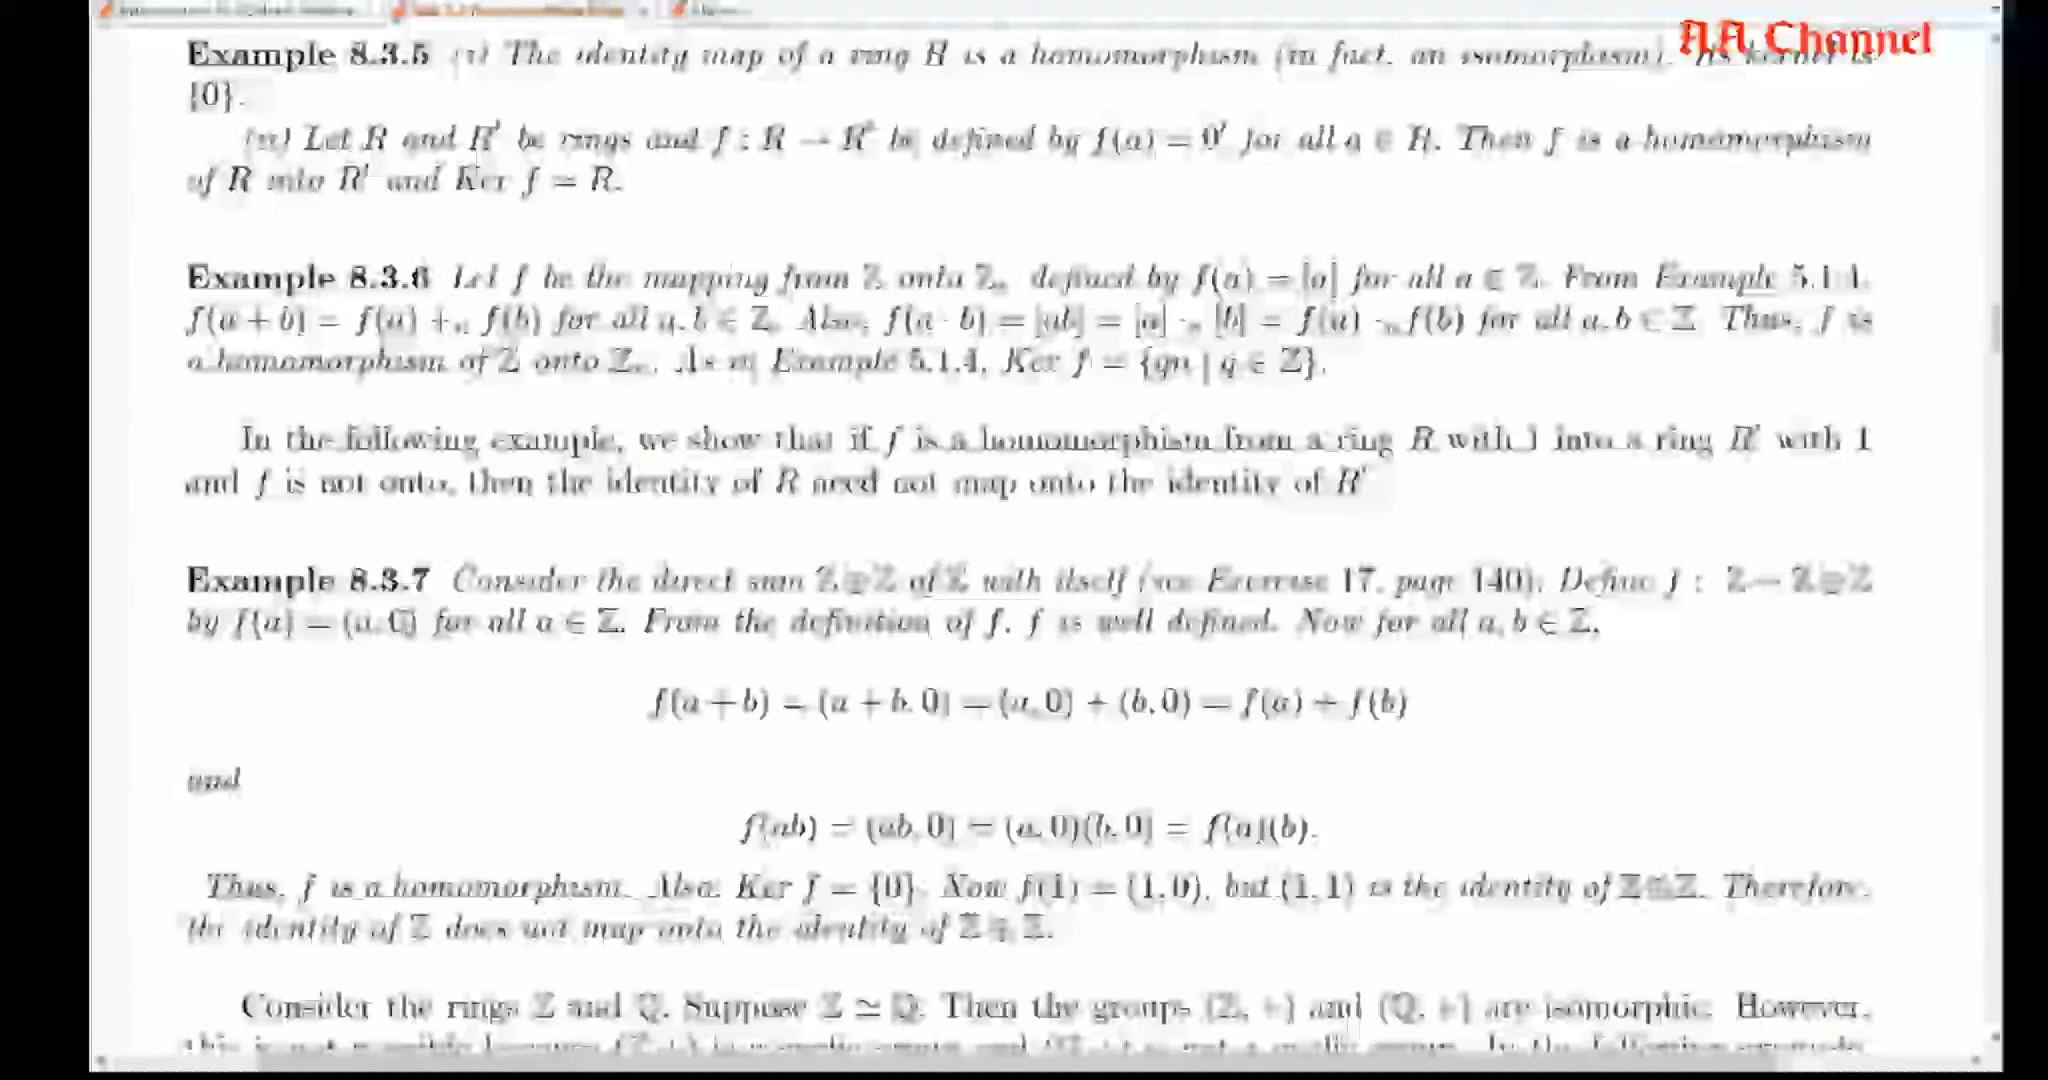 AA Channel
Example 8.3.5 (i) The identity map of a ring R is a homomorphism (in fact, an isomorphism). Its kernel is
{0}.
(ii) Let R and R' be rings and f : R → R' be defined by f(a) = 0' for all a ∈ R. Then f is a homomorphism
of R into R' and Ker f = R.
Example 8.3.6 Let f be the mapping from ℤ onto ℤₙ defined by f(a) = [a] for all a ∈ ℤ. From Example 5.1.4,
f(a + b) = f(a) +ₙ f(b) for all a, b ∈ ℤ. Also, f(a · b) = [ab] = [a] ·ₙ [b] = f(a) ·ₙ f(b) for all a, b ∈ ℤ. Thus, f is
a homomorphism of ℤ onto ℤₙ. As in Example 5.1.4, Ker f = {qn | q ∈ ℤ}.
In the following example, we show that if f is a homomorphism from a ring R with 1 into a ring R' with 1
and f is not onto, then the identity of R need not map onto the identity of R'
Example 8.3.7 Consider the direct sum ℤ⊕ℤ of ℤ with itself (see Exercise 17, page 140). Define f : ℤ → ℤ⊕ℤ
by f(a) = (a, 0) for all a ∈ ℤ. From the definition of f, f is well defined. Now for all a, b ∈ ℤ,
f(a + b) = (a + b, 0) = (a, 0) + (b, 0) = f(a) + f(b)
and
f(ab) = (ab, 0) = (a, 0)(b, 0) = f(a)(b).
Thus, f is a homomorphism. Also, Ker f = {0}. Now f(1) = (1, 0), but (1, 1) is the identity of ℤ⊕ℤ. Therefore,
the identity of ℤ does not map onto the identity of ℤ⊕ℤ.
Consider the rings ℤ and ℚ. Suppose ℤ ≃ ℚ. Then the groups (ℤ, +) and (ℚ, +) are isomorphic. However,